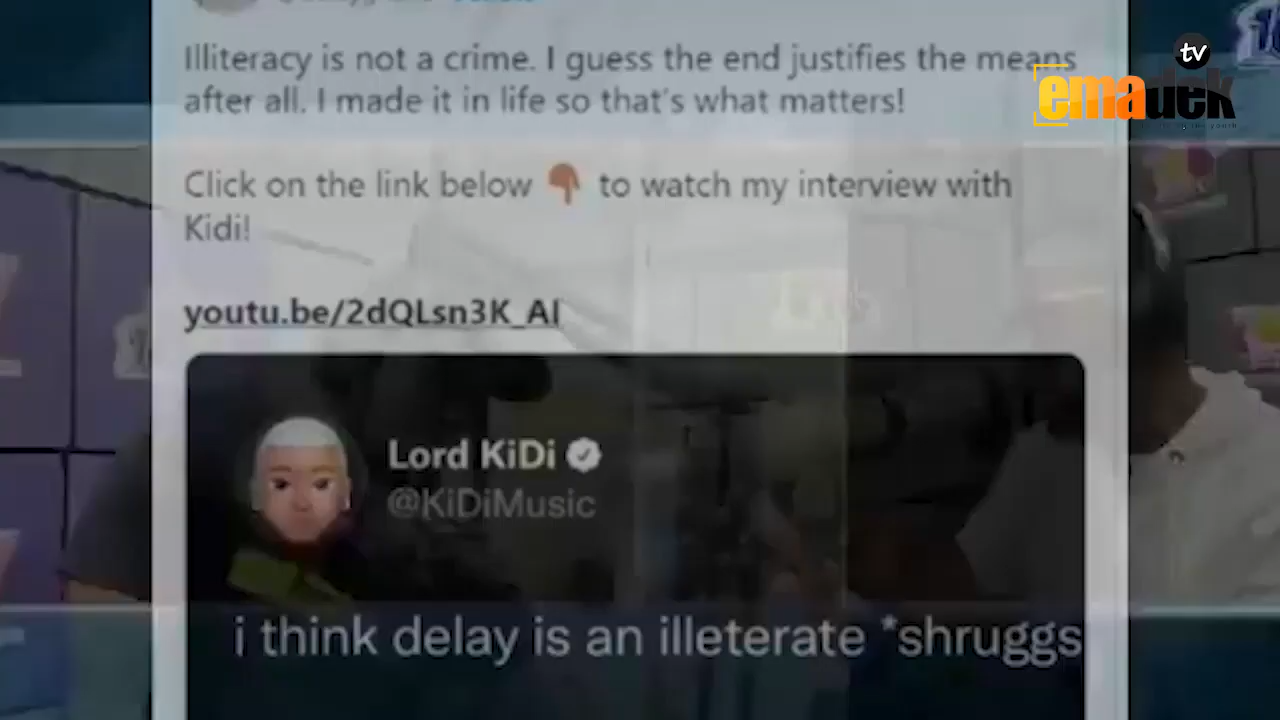 tv
emadek
Illiteracy is not a crime. I guess the end justifies the means
after all. I made it in life so that's what matters!
Click on the link below 👇🏾 to watch my interview with
Kidi!
youtu.be/2dQLsn3K_AI
Lord KiDi
@KiDiMusic
i think delay is an illeterate *shruggs